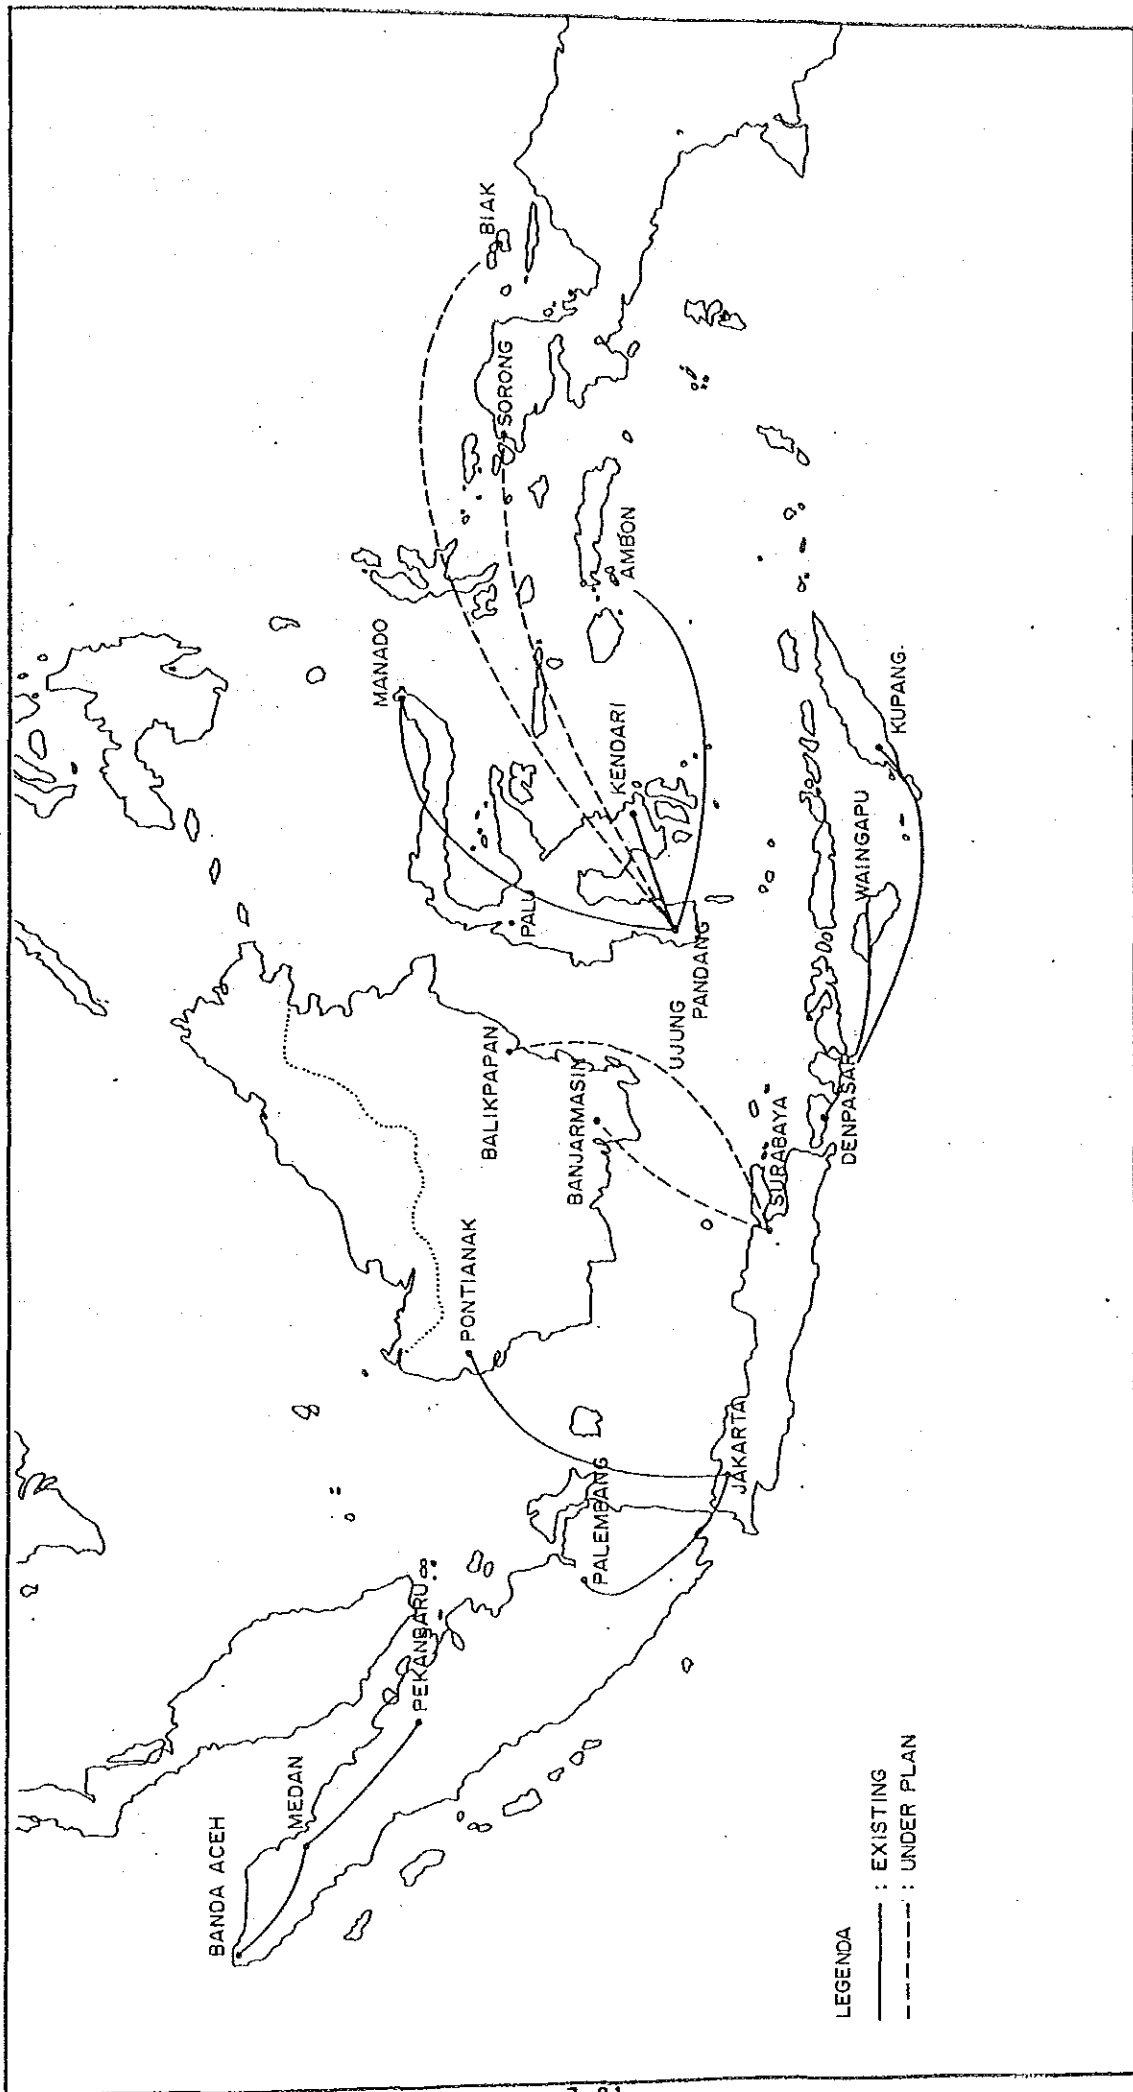 BANDA ACEH
MEDAN
PEKANBARU
PALEMBANG
JAKARTA
PONTIANAK
BANJARMASIN
BALIKPAPAN
SURABAYA
DENPASAR
UJUNG
PANDANG
PALU
MANADO
KENDARI
WAINGAPU
KUPANG
AMBON
SORONG
BIAK
LEGENDA
: EXISTING
: UNDER PLAN